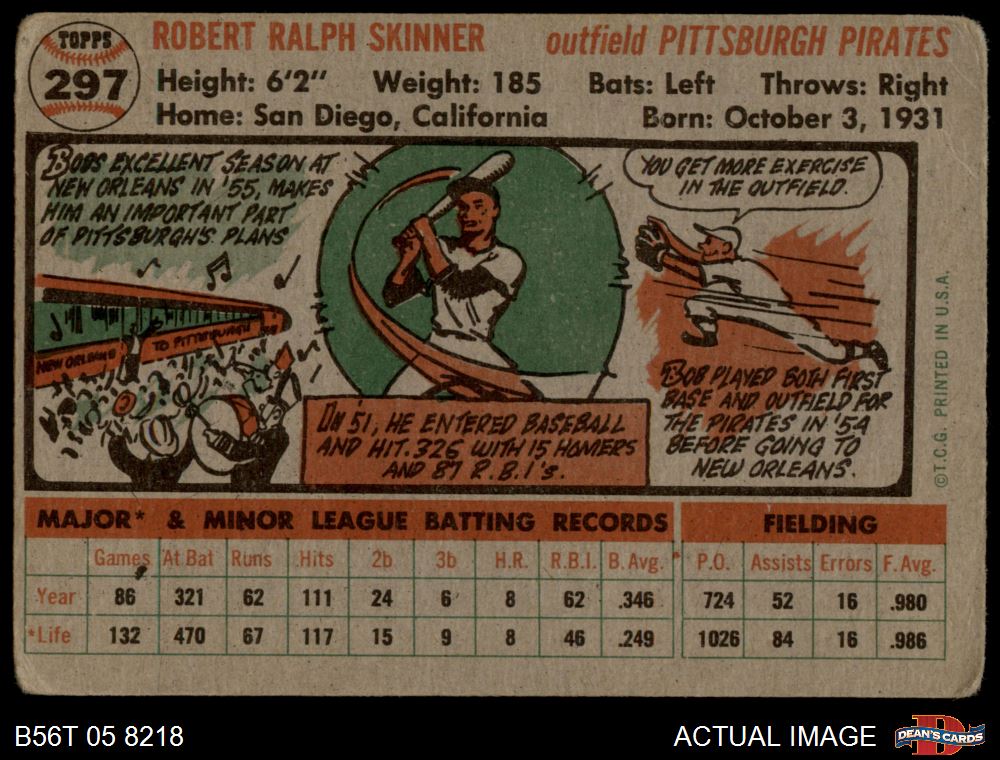 TOPPS
297
ROBERT RALPH SKINNER outfield PITTSBURGH PIRATES
Height: 6'2" Weight: 185 Bats: Left Throws: Right
Home: San Diego, California Born: October 3, 1931
BOBS EXCELLENT SEASON AT
NEW ORLEANS IN '55, MAKES
HIM AN IMPORTANT PART
OF PITTSBURGH'S PLANS
NEW ORLEANS TO PITTSBURGH
IN '51, HE ENTERED BASEBALL
AND HIT .326 WITH 15 HOMERS
AND 87 R.B.I's.
YOU GET MORE EXERCISE
IN THE OUTFIELD.
BOB PLAYED BOTH FIRST
BASE AND OUTFIELD FOR
THE PIRATES IN '54
BEFORE GOING TO
NEW ORLEANS.
©T.C.G. PRINTED IN U.S.A.
MAJOR* & MINOR LEAGUE BATTING RECORDS FIELDING
Games At Bat Runs Hits 2b 3b H.R. R.B.I. B. Avg. P.O. Assists Errors F. Avg.
Year 86 321 62 111 24 6 8 62 .346 724 52 16 .980
*Life 132 470 67 117 15 9 8 46 .249 1026 84 16 .986
B56T 05 8218 ACTUAL IMAGE
DEAN'S CARDS